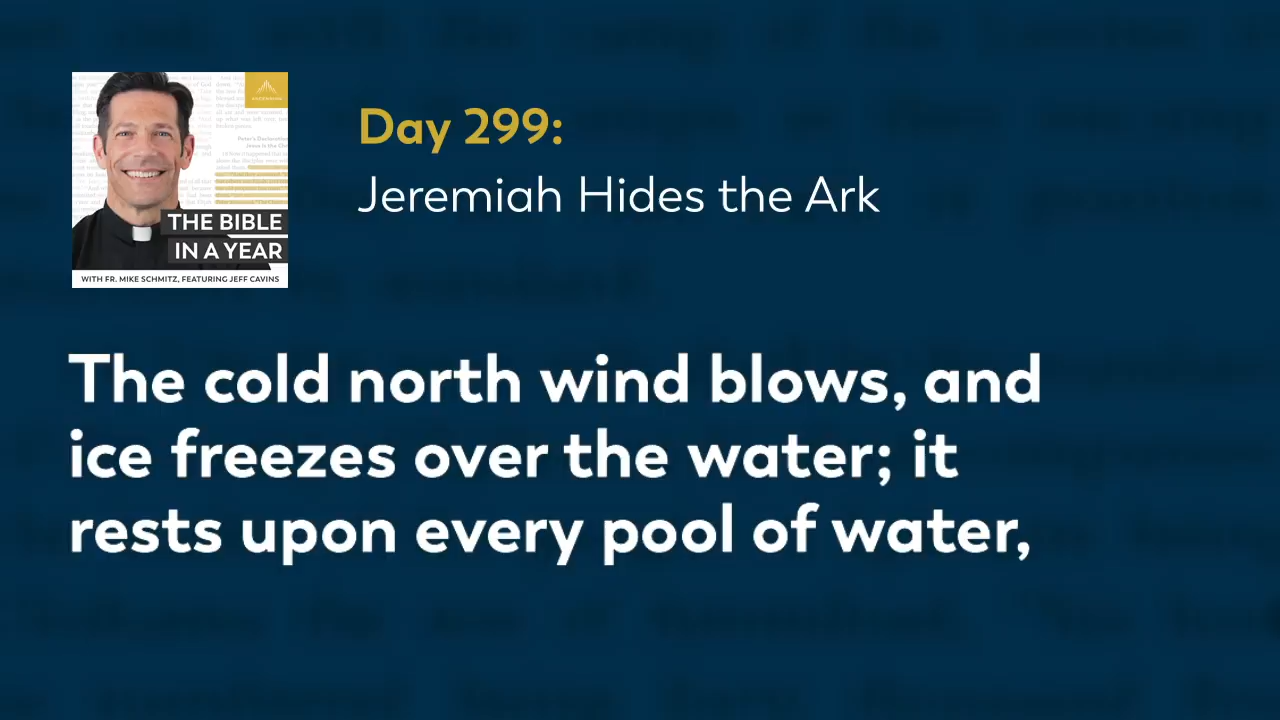 Day 299:
Jeremiah Hides the Ark
THE BIBLE
IN A YEAR
WITH FR. MIKE SCHMITZ, FEATURING JEFF CAVINS
The cold north wind blows, and
ice freezes over the water; it
rests upon every pool of water,